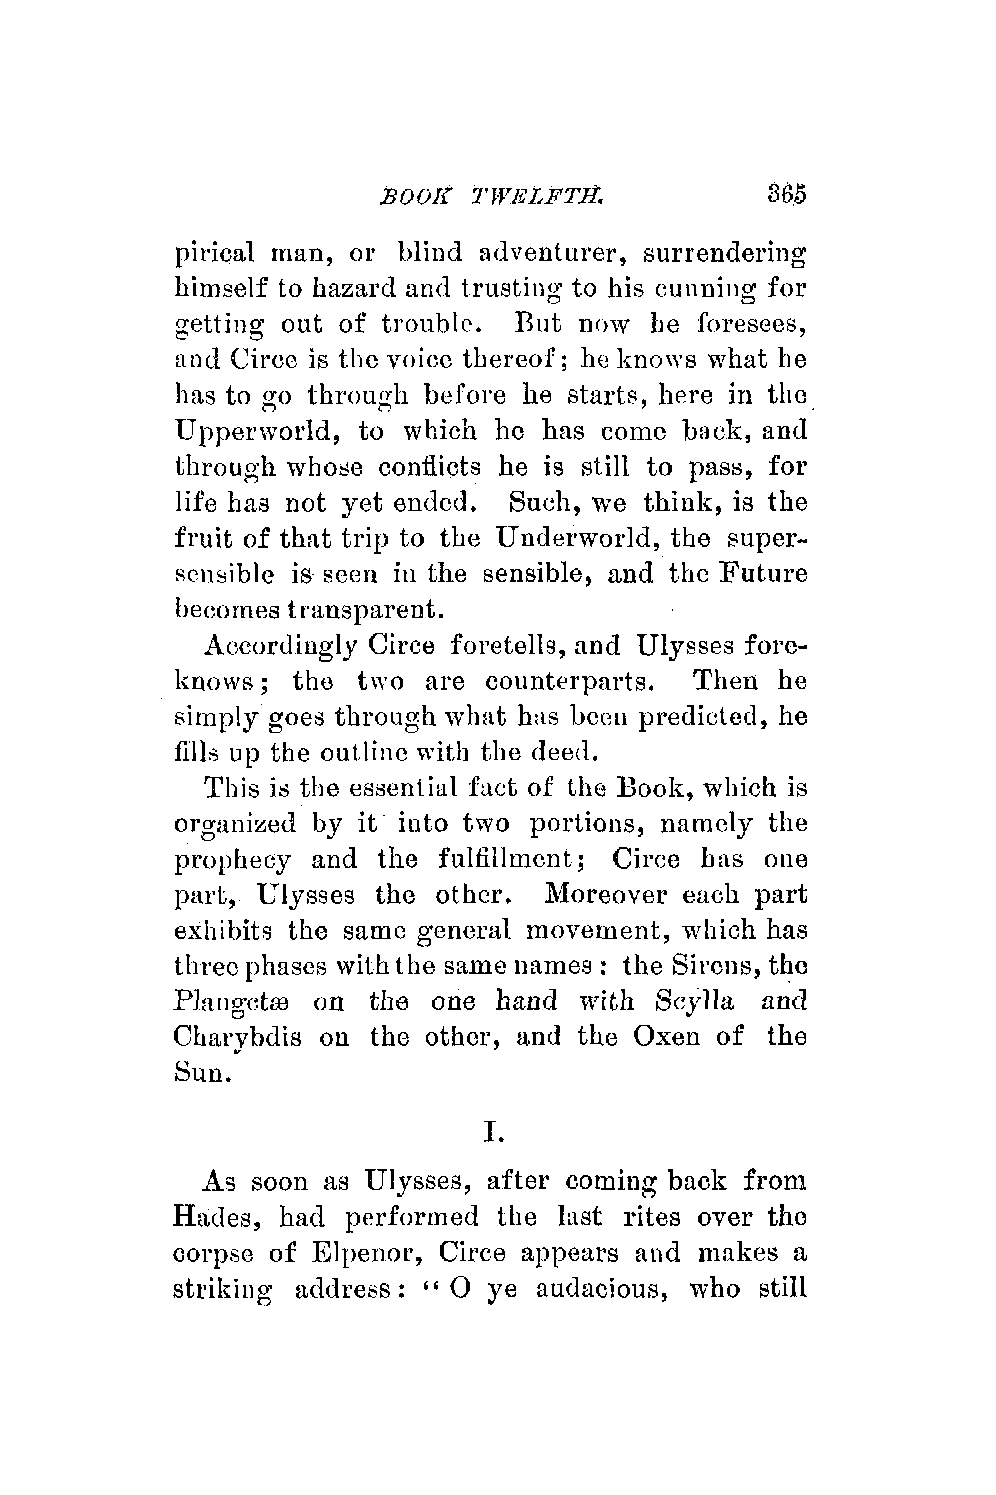 BOOK TWELFTH. 365
pirical man, or blind adventurer, surrendering
himself to hazard and trusting to his cunning for
getting out of trouble. But now he foresees,
and Circe is the voice thereof; he knows what he
has to go through before he starts, here in the
Upperworld, to which he has come back, and
through whose conflicts he is still to pass, for
life has not yet ended. Such, we think, is the
fruit of that trip to the Underworld, the super-
sensible is seen in the sensible, and the Future
becomes transparent.
Accordingly Circe foretells, and Ulysses fore-
knows; the two are counterparts. Then he
simply goes through what has been predicted, he
fills up the outline with the deed.
This is the essential fact of the Book, which is
organized by it into two portions, namely the
prophecy and the fulfillment; Circe has one
part, Ulysses the other. Moreover each part
exhibits the same general movement, which has
three phases with the same names: the Sirens, the
Plangctæ on the one hand with Scylla and
Charybdis on the other, and the Oxen of the
Sun.
I.
As soon as Ulysses, after coming back from
Hades, had performed the last rites over the
corpse of Elpenor, Circe appears and makes a
striking address: "O ye audacious, who still